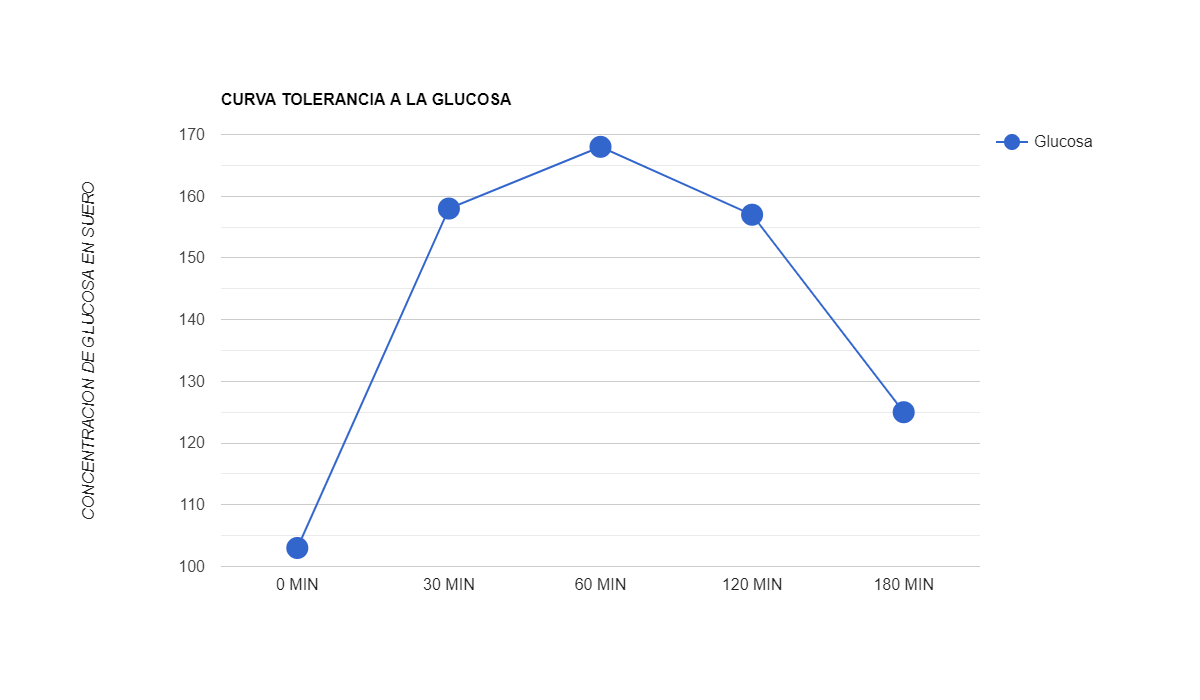 CURVA TOLERANCIA A LA GLUCOSA
Glucosa
CONCENTRACION DE GLUCOSA EN SUERO
170
160
150
140
130
120
110
100
0 MIN
30 MIN
60 MIN
120 MIN
180 MIN